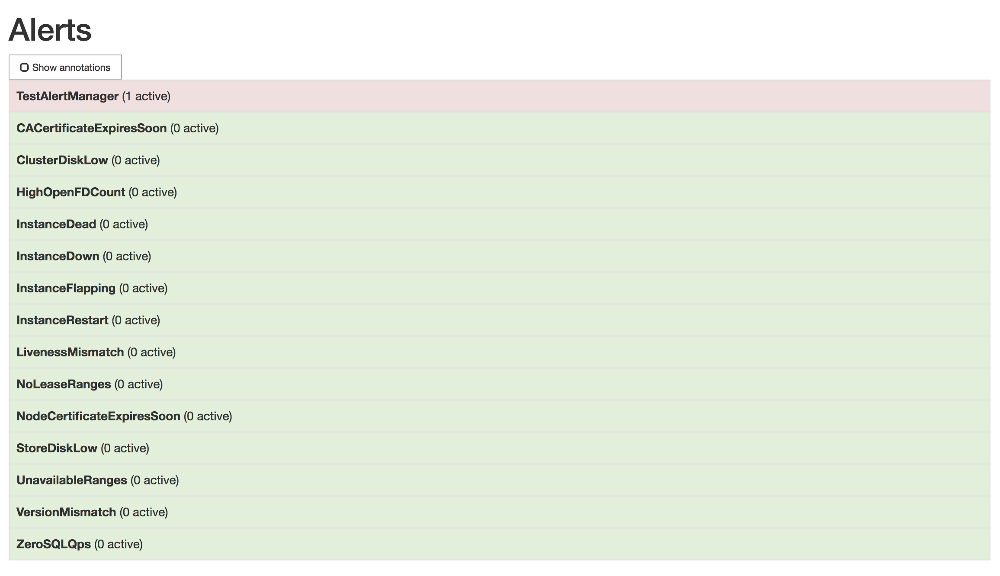 Alerts
Show annotations
TestAlertManager (1 active)
CACertificateExpiresSoon (0 active)
ClusterDiskLow (0 active)
HighOpenFDCount (0 active)
InstanceDead (0 active)
InstanceDown (0 active)
InstanceFlapping (0 active)
InstanceRestart (0 active)
LivenessMismatch (0 active)
NoLeaseRanges (0 active)
NodeCertificateExpiresSoon (0 active)
StoreDiskLow (0 active)
UnavailableRanges (0 active)
VersionMismatch (0 active)
ZeroSQLQps (0 active)